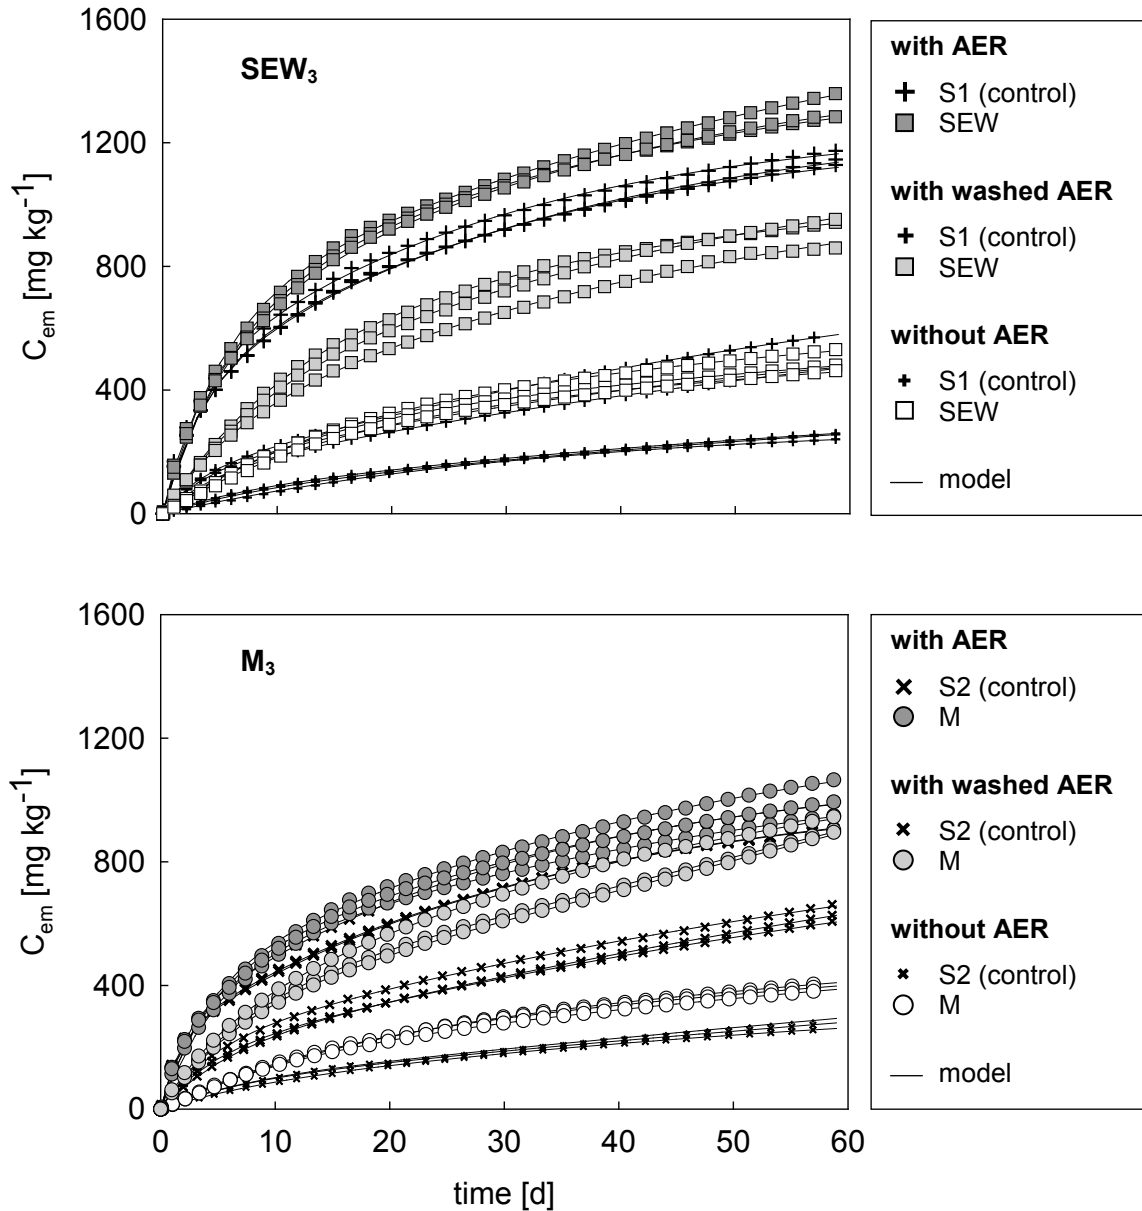 1600
1200
800
400
0
C_em [mg kg⁻¹]
SEW₃
with AER
S1 (control)
SEW
with washed AER
S1 (control)
SEW
without AER
S1 (control)
SEW
model
1600
1200
800
400
0
C_em [mg kg⁻¹]
M₃
0 10 20 30 40 50 60
time [d]
with AER
S2 (control)
M
with washed AER
S2 (control)
M
without AER
S2 (control)
M
model